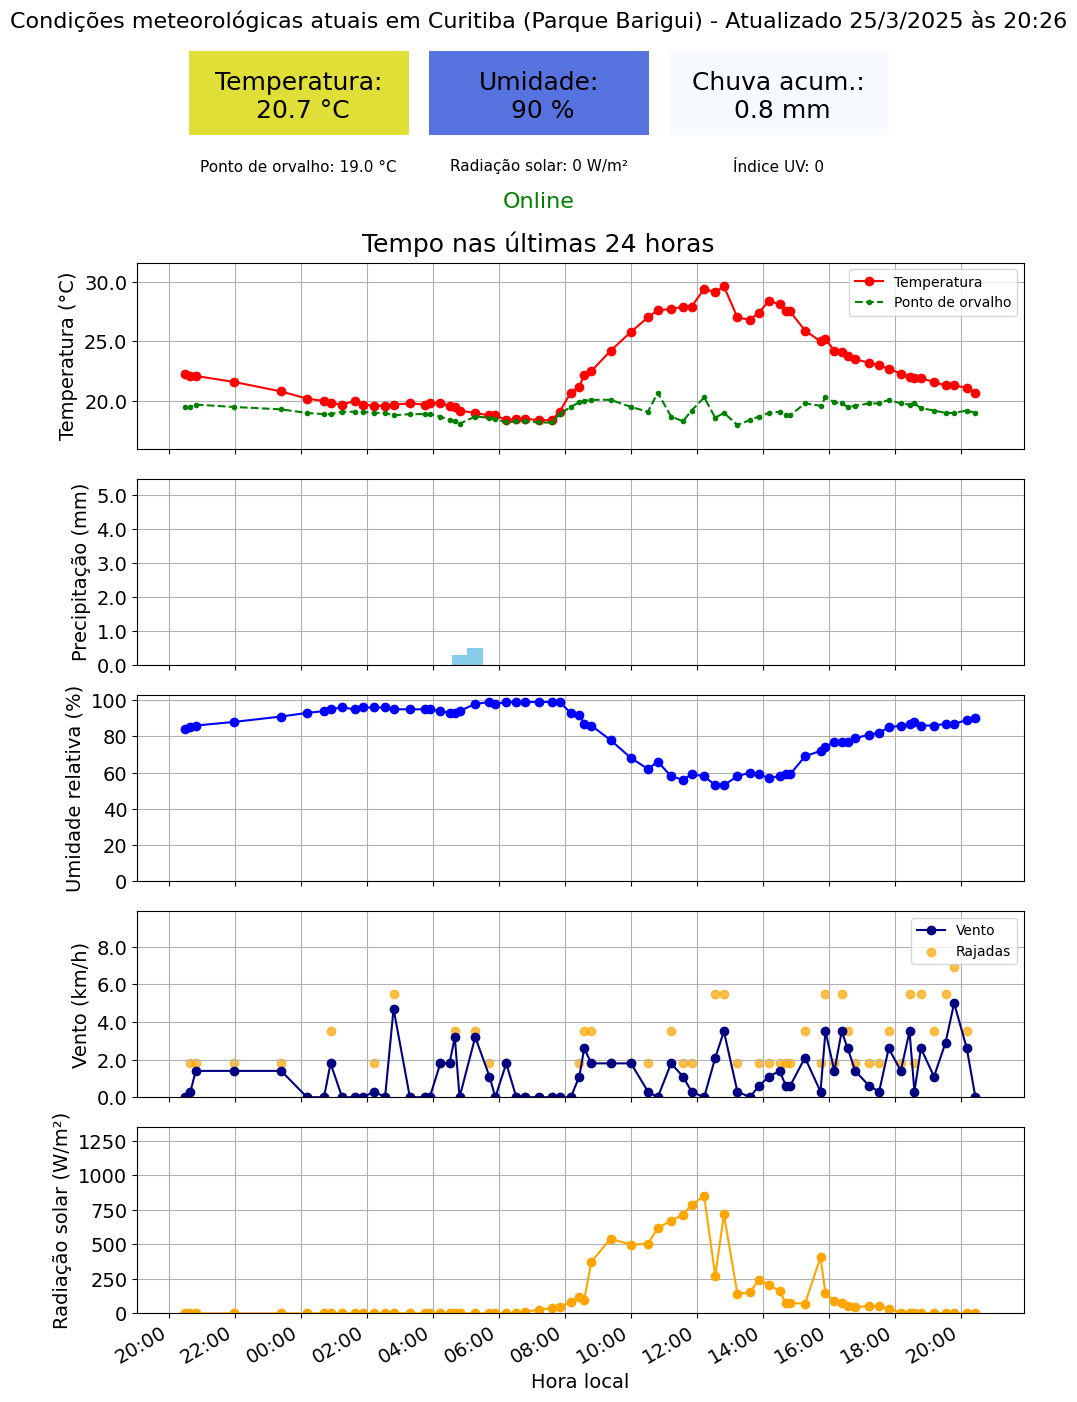 Condições meteorológicas atuais em Curitiba (Parque Barigui) - Atualizado 25/3/2025 às 20:26
Temperatura:
20.7 °C
Umidade:
90 %
Chuva acum.:
0.8 mm
Ponto de orvalho: 19.0 °C
Radiação solar: 0 W/m²
Índice UV: 0
Online
Tempo nas últimas 24 horas
Temperatura (°C)
30.0
25.0
20.0
Temperatura
Ponto de orvalho
Precipitação (mm)
5.0
4.0
3.0
2.0
1.0
0.0
Umidade relativa (%)
100
80
60
40
20
0
Vento (km/h)
8.0
6.0
4.0
2.0
0.0
Vento
Rajadas
Radiação solar (W/m²)
1250
1000
750
500
250
0
20:00
22:00
00:00
02:00
04:00
06:00
08:00
10:00
12:00
14:00
16:00
18:00
20:00
Hora local